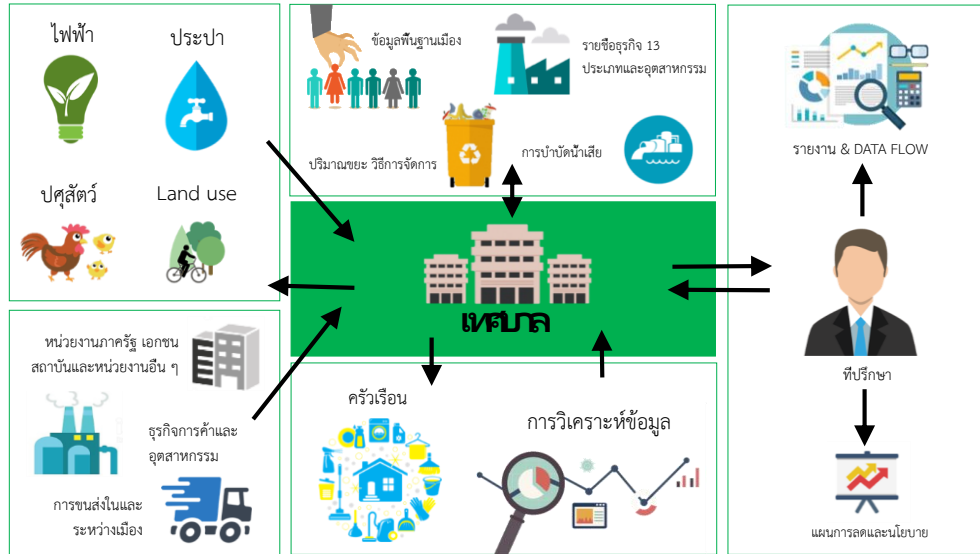 ไฟฟ้า
ประปา
ปศุสัตว์
Land use
ข้อมูลพื้นฐานเมือง
รายชื่อธุรกิจ 13
ประเภทและอุตสาหกรรม
ปริมาณขยะ วิธีการจัดการ
การบำบัดน้ำเสีย
รายงาน & DATA FLOW
เทศบาล
ที่ปรึกษา
หน่วยงานภาครัฐ เอกชน
สถาบันและหน่วยงานอื่น ๆ
ธุรกิจการค้าและ
อุตสาหกรรม
การขนส่งในและ
ระหว่างเมือง
ครัวเรือน
การวิเคราะห์ข้อมูล
แผนการลดและนโยบาย